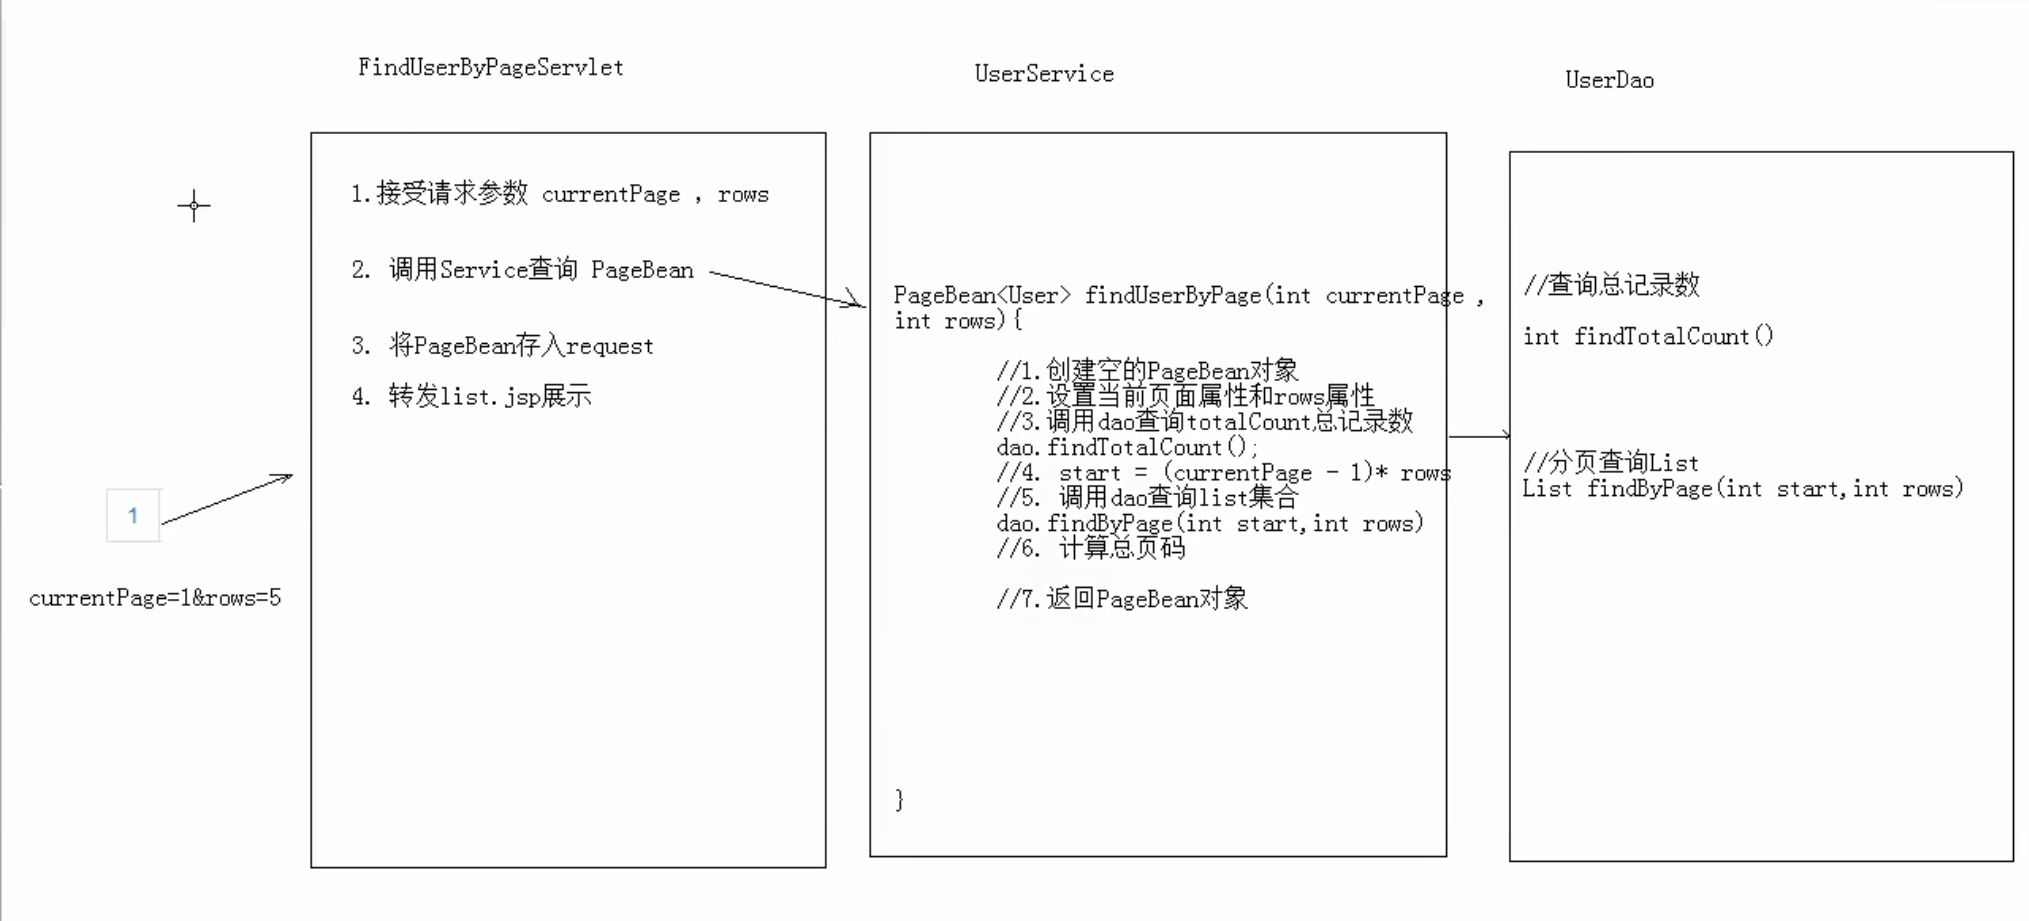 FindUserByPageServlet
1.接受请求参数 currentPage , rows
2. 调用Service查询 PageBean
3. 将PageBean存入request
4. 转发list.jsp展示
1
currentPage=1&rows=5
UserService
PageBean<User> findUserByPage(int currentPage ,
int rows){
//1.创建空的PageBean对象
//2.设置当前页面属性和rows属性
//3.调用dao查询totalCount总记录数
dao.findTotalCount();
//4. start = (currentPage - 1)* rows
//5. 调用dao查询list集合
dao.findByPage(int start,int rows)
//6. 计算总页码
//7.返回PageBean对象
}
UserDao
//查询总记录数
int findTotalCount()
//分页查询List
List findByPage(int start,int rows)